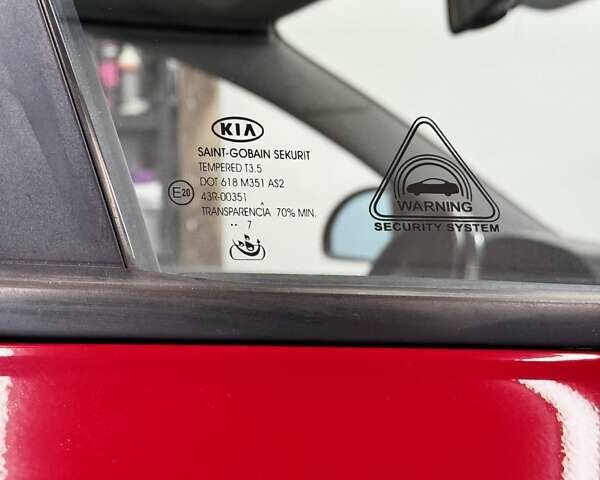 KIA
SAINT-GOBAIN SEKURIT
TEMPERED T3.5
DOT 618 M351 AS2
E20
43R-00351
TRANSPARENCIA 70% MIN.
.. 7
WARNING
SECURITY SYSTEM